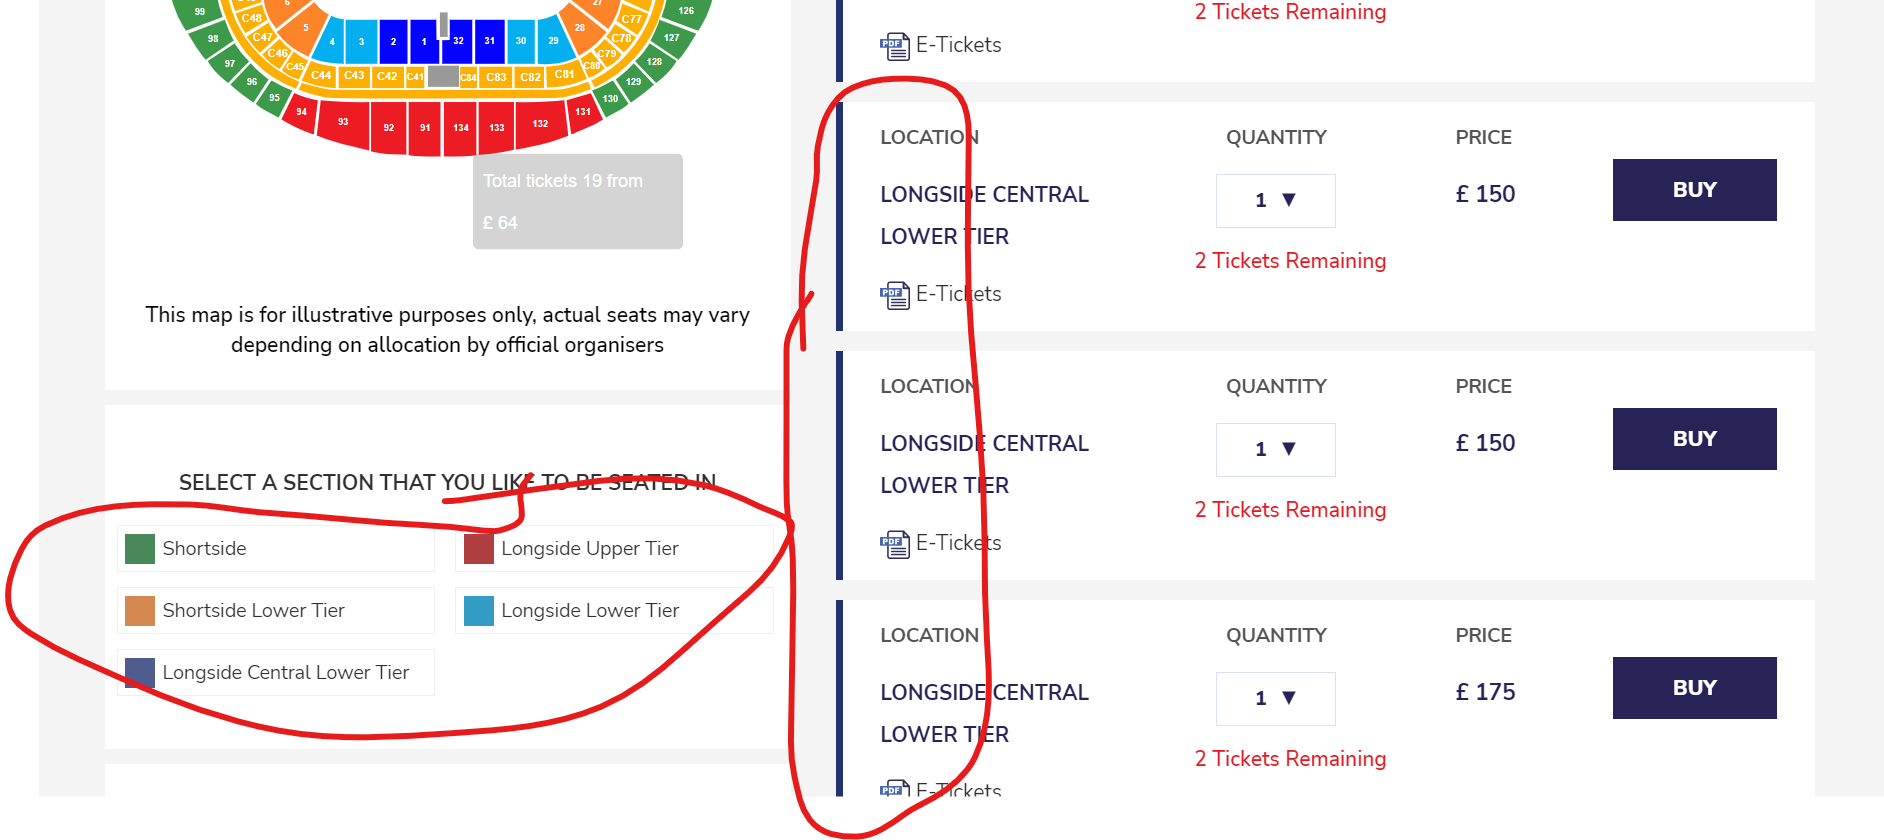 99
98
97
96
95
C48
C47
C46
C45
6
5
4
3
2
1
32
31
30
29
28
27
C44
C43
C42
C41
C84
C83
C82
C81
C80
C79
C78
C77
126
127
128
129
130
94
93
92
91
134
133
132
131
Total tickets 19 from
£ 64
This map is for illustrative purposes only, actual seats may vary
depending on allocation by official organisers
SELECT A SECTION THAT YOU LIKE TO BE SEATED IN
Shortside
Longside Upper Tier
Shortside Lower Tier
Longside Lower Tier
Longside Central Lower Tier
2 Tickets Remaining
PDF E-Tickets
LOCATION QUANTITY PRICE
LONGSIDE CENTRAL 1 ▼ £ 150 BUY
LOWER TIER
2 Tickets Remaining
PDF E-Tickets
LOCATION QUANTITY PRICE
LONGSIDE CENTRAL 1 ▼ £ 150 BUY
LOWER TIER
2 Tickets Remaining
PDF E-Tickets
LOCATION QUANTITY PRICE
LONGSIDE CENTRAL 1 ▼ £ 175 BUY
LOWER TIER
2 Tickets Remaining
PDF E-Tickets